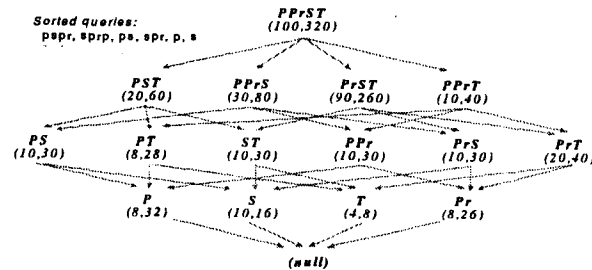 PPrST
Sorted queries:
(100,320)
pspr, sprp, ps, spr, p, s
PST PPrS PrST PPrT
(20,60) (30,80) (90,260) (10,40)
PS PT ST PPr PrS PrT
(10,30) (8,28) (10,30) (10,30) (10,30) (20,40)
P S T Pr
(8,32) (10,16) (4,8) (8,26)
(null)